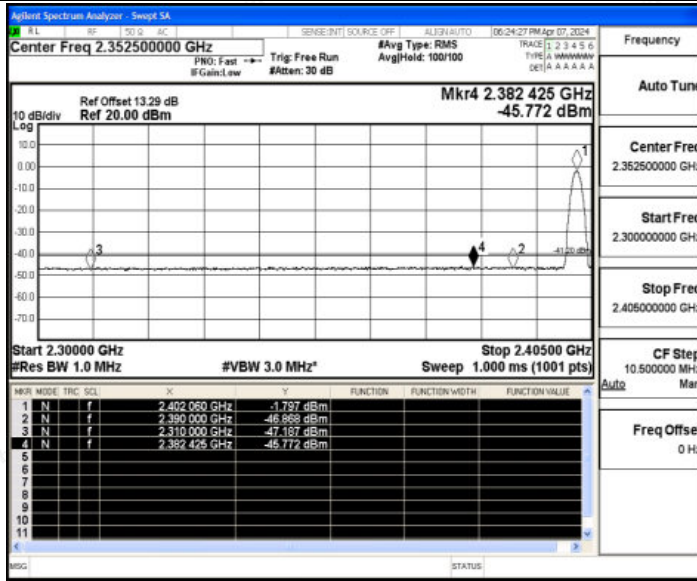 Agilent Spectrum Analyzer - Swept SA
RL RF 50 Ω AC SENSE:INT SOURCE OFF ALIGN AUTO 06:24:27 PM Apr 07, 2024
Center Freq 2.352500000 GHz
PNO: Fast
IFGain:Low
Trig: Free Run
#Atten: 30 dB
#Avg Type: RMS
Avg|Hold: 100/100
TRACE 1 2 3 4 5 6
TYPE A WWWWW
DET A A A A A A
Mkr4 2.382 425 GHz
-45.772 dBm
Ref Offset 13.29 dB
10 dB/div Ref 20.00 dBm
Log
10.0
0.00
-10.0
-20.0
-30.0
-40.0
-50.0
-60.0
-70.0
1
2
3
4
-41.20 dBm
Start 2.30000 GHz Stop 2.40500 GHz
#Res BW 1.0 MHz #VBW 3.0 MHz* Sweep 1.000 ms (1001 pts)
MKR MODE TRC SCL X Y FUNCTION FUNCTION WIDTH FUNCTION VALUE
1 N f 2.402 060 GHz -1.797 dBm
2 N f 2.390 000 GHz -46.868 dBm
3 N f 2.310 000 GHz -47.187 dBm
4 N f 2.382 425 GHz -45.772 dBm
5
6
7
8
9
10
11
MSG STATUS
Frequency
Auto Tune
Center Freq
2.352500000 GHz
Start Freq
2.300000000 GHz
Stop Freq
2.405000000 GHz
CF Step
10.500000 MHz
Auto Man
Freq Offset
0 Hz